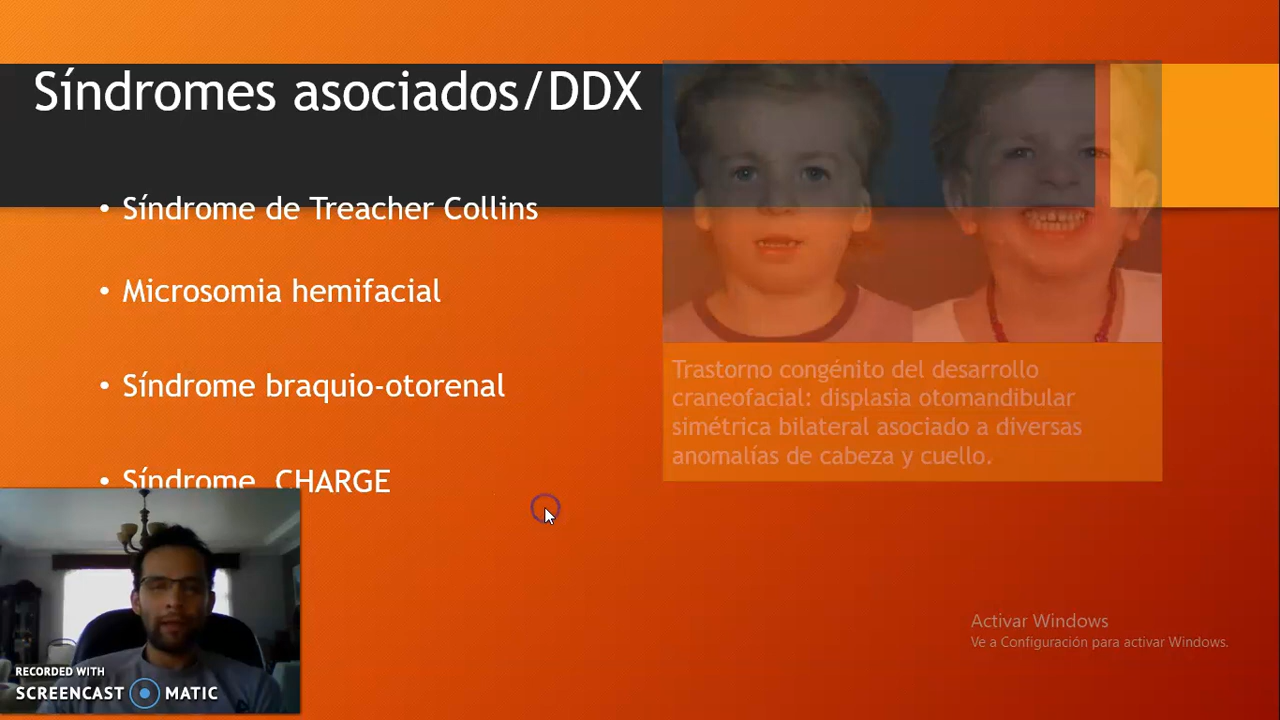 Síndromes asociados/DDX
• Síndrome de Treacher Collins
• Microsomia hemifacial
• Síndrome braquio-otorenal
• Síndrome CHARGE
Trastorno congénito del desarrollo
craneofacial: displasia otomandibular
simétrica bilateral asociado a diversas
anomalías de cabeza y cuello.
Activar Windows
Ve a Configuración para activar Windows.
RECORDED WITH
SCREENCAST MATIC